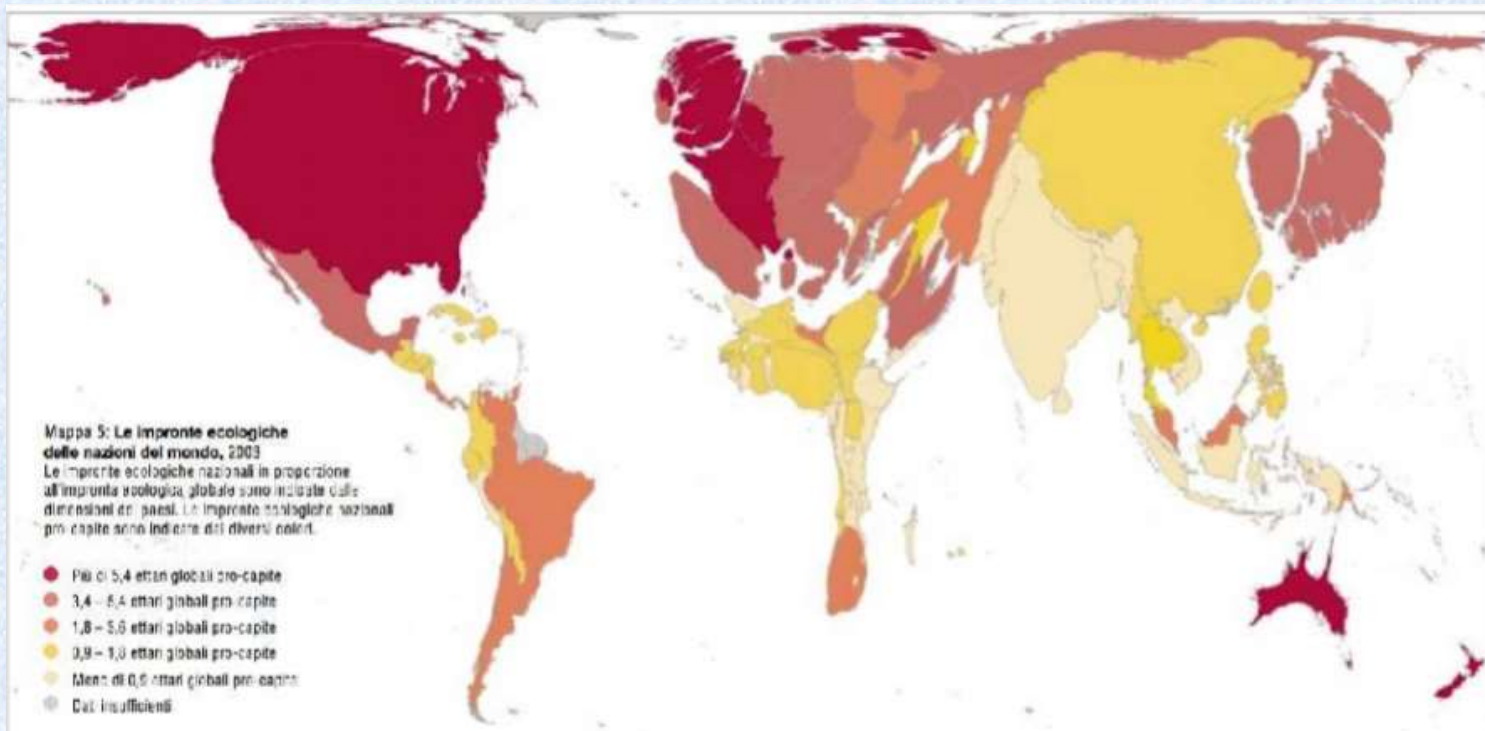 Mappa 5: Le impronte ecologiche
delle nazioni del mondo, 2003
Le impronte ecologiche nazionali in proporzione
all'impronta ecologica globale sono indicate dalle
dimensioni dei paesi. Le impronte ecologiche nazionali
pro-capite sono indicate dai diversi colori.
Più di 5,4 ettari globali pro-capite
3,4 – 5,4 ettari globali pro-capite
1,8 – 3,6 ettari globali pro-capite
0,9 – 1,8 ettari globali pro-capite
Meno di 0,9 ettari globali pro-capite
Dati insufficienti